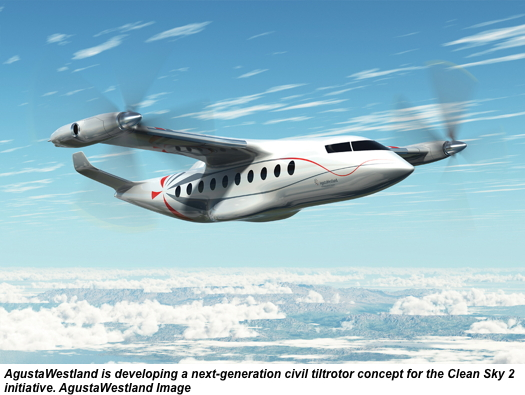 AgustaWestland is developing a next-generation civil tiltrotor concept for the Clean Sky 2
initiative. AgustaWestland Image